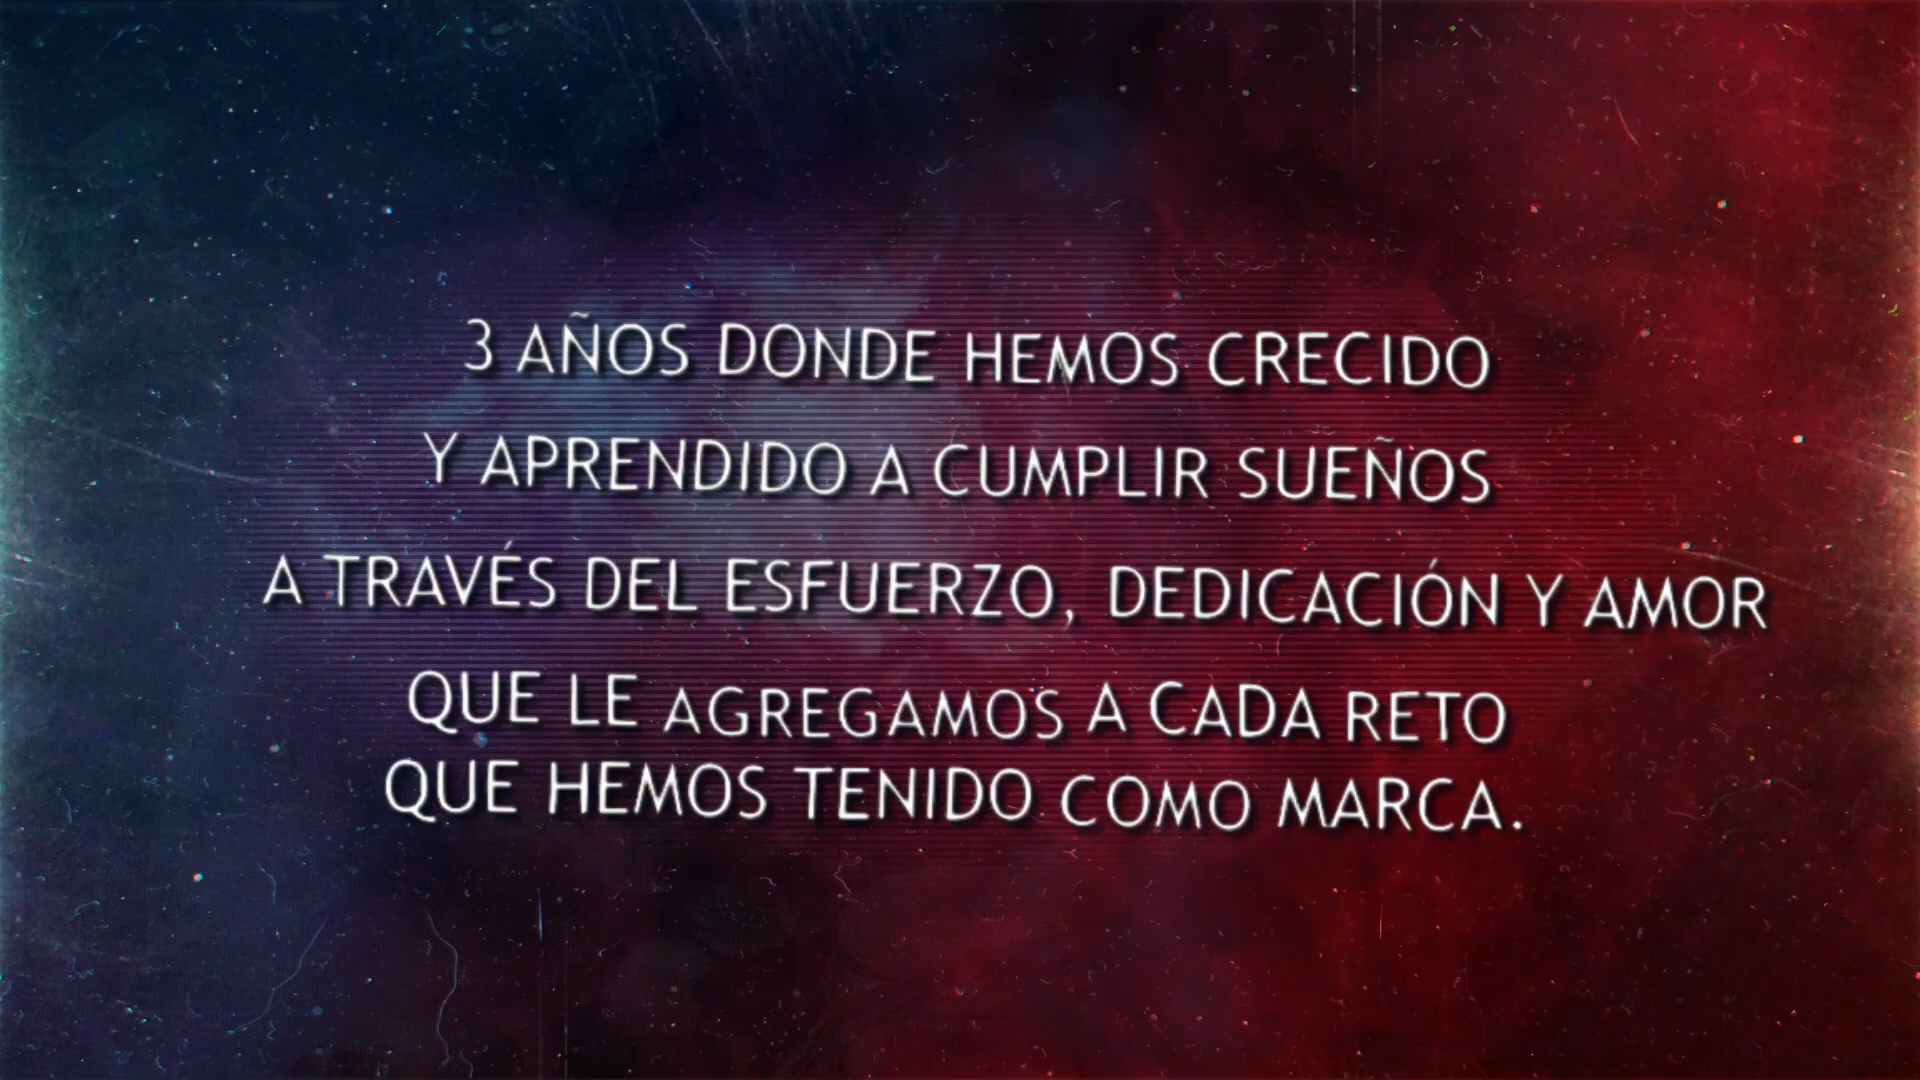 3 AÑOS DONDE HEMOS CRECIDO
Y APRENDIDO A CUMPLIR SUEÑOS
A TRAVÉS DEL ESFUERZO, DEDICACIÓN Y AMOR
QUE LE AGREGAMOS A CADA RETO
QUE HEMOS TENIDO COMO MARCA.